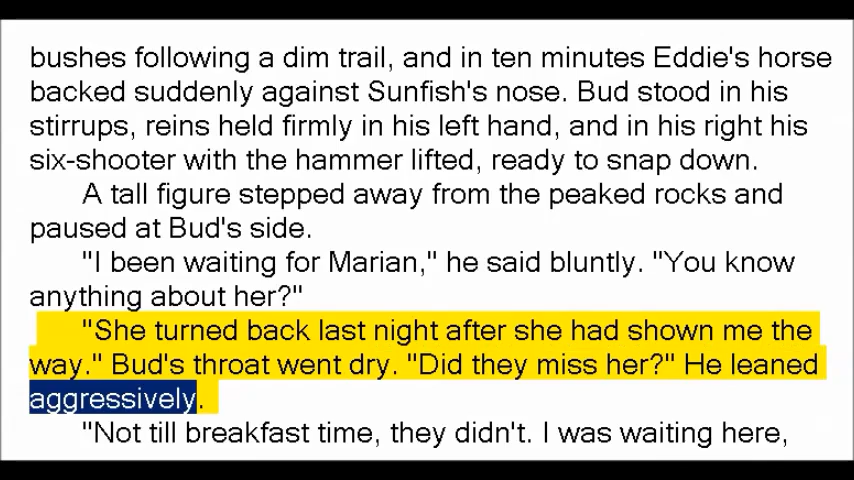 bushes following a dim trail, and in ten minutes Eddie's horse
backed suddenly against Sunfish's nose. Bud stood in his
stirrups, reins held firmly in his left hand, and in his right his
six-shooter with the hammer lifted, ready to snap down.
A tall figure stepped away from the peaked rocks and
paused at Bud's side.
"I been waiting for Marian," he said bluntly. "You know
anything about her?"
"She turned back last night after she had shown me the
way." Bud's throat went dry. "Did they miss her?" He leaned
aggressively.
"Not till breakfast time, they didn't. I was waiting here,